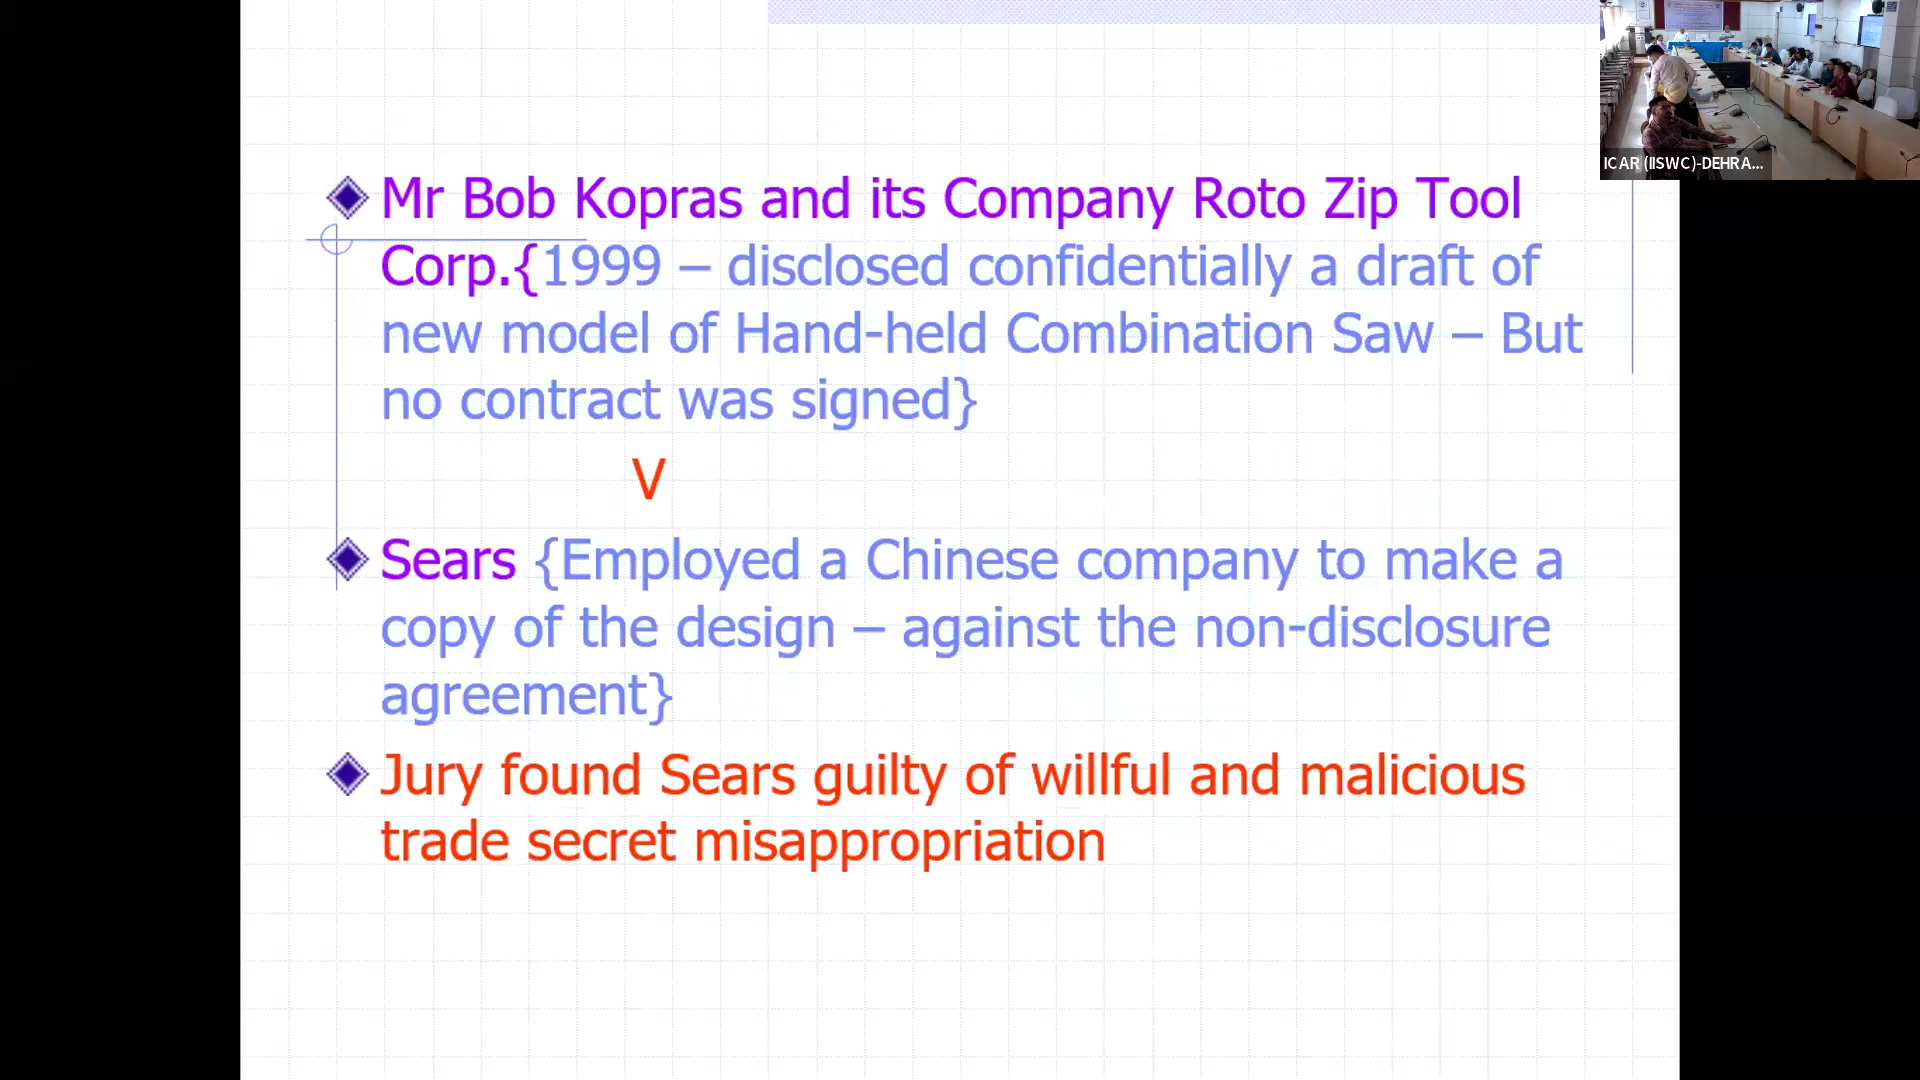 Mr Bob Kopras and its Company Roto Zip Tool
Corp.{1999 – disclosed confidentially a draft of
new model of Hand-held Combination Saw – But
no contract was signed}
V
Sears {Employed a Chinese company to make a
copy of the design – against the non-disclosure
agreement}
Jury found Sears guilty of willful and malicious
trade secret misappropriation
ICAR (IISWC)-DEHRA...